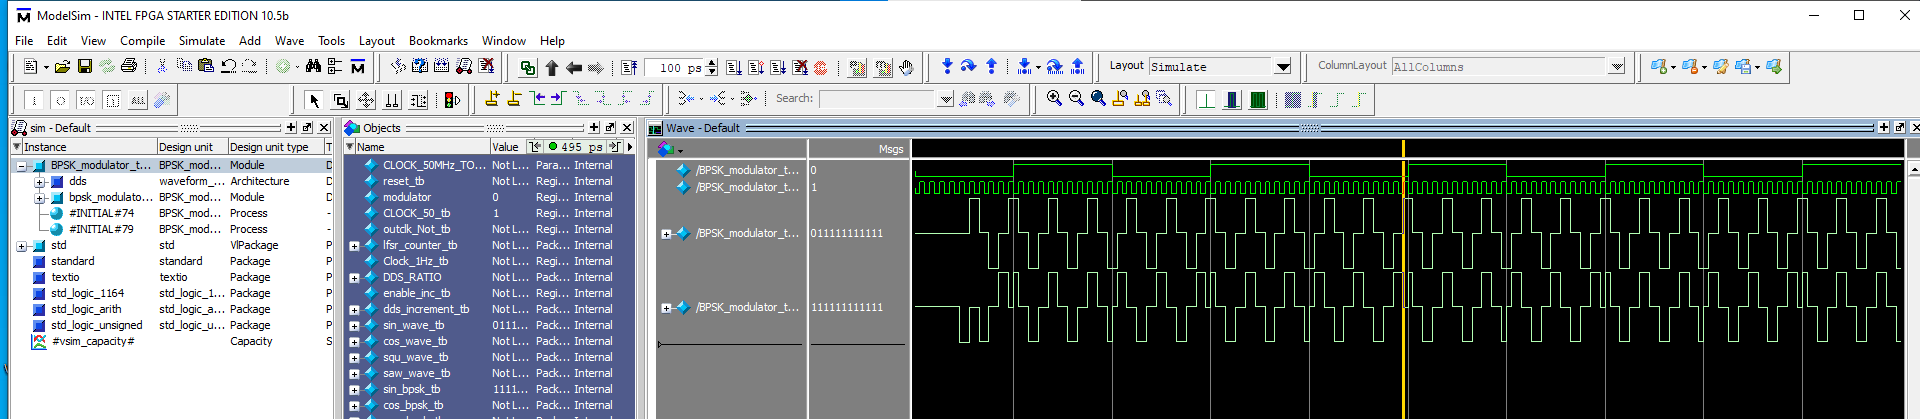 ModelSim - INTEL FPGA STARTER EDITION 10.5b
File Edit View Compile Simulate Add Wave Tools Layout Bookmarks Window Help
100 ps Layout Simulate ColumnLayout AllColumns
Search:
sim - Default
Instance Design unit Design unit type
BPSK_modulator_t... BPSK_mod... Module
dds waveform_... Architecture
bpsk_modulato... BPSK_mod... Module
#INITIAL#74 BPSK_mod... Process
#INITIAL#79 BPSK_mod... Process
std std VlPackage
standard standard Package
textio textio Package
std_logic_1164 std_logic_1... Package
std_logic_arith std_logic_a... Package
std_logic_unsigned std_logic_u... Package
#vsim_capacity# Capacity
Objects
Name Value 495 ps
CLOCK_50MHz_TO... Not L... Para... Internal
reset_tb Not L... Regi... Internal
modulator 0 Regi... Internal
CLOCK_50_tb 1 Regi... Internal
outclk_Not_tb Not L... Regi... Internal
lfsr_counter_tb Not L... Pack... Internal
Clock_1Hz_tb Not L... Regi... Internal
DDS_RATIO Not L... Pack... Internal
enable_inc_tb Not L... Regi... Internal
dds_increment_tb Not L... Pack... Internal
sin_wave_tb 0111... Pack... Internal
cos_wave_tb Not L... Pack... Internal
squ_wave_tb Not L... Pack... Internal
saw_wave_tb Not L... Pack... Internal
sin_bpsk_tb 1111... Pack... Internal
cos_bpsk_tb Not L... Pack... Internal
Wave - Default
Msgs
/BPSK_modulator_t... 0
/BPSK_modulator_t... 1
/BPSK_modulator_t... 011111111111
/BPSK_modulator_t... 111111111111